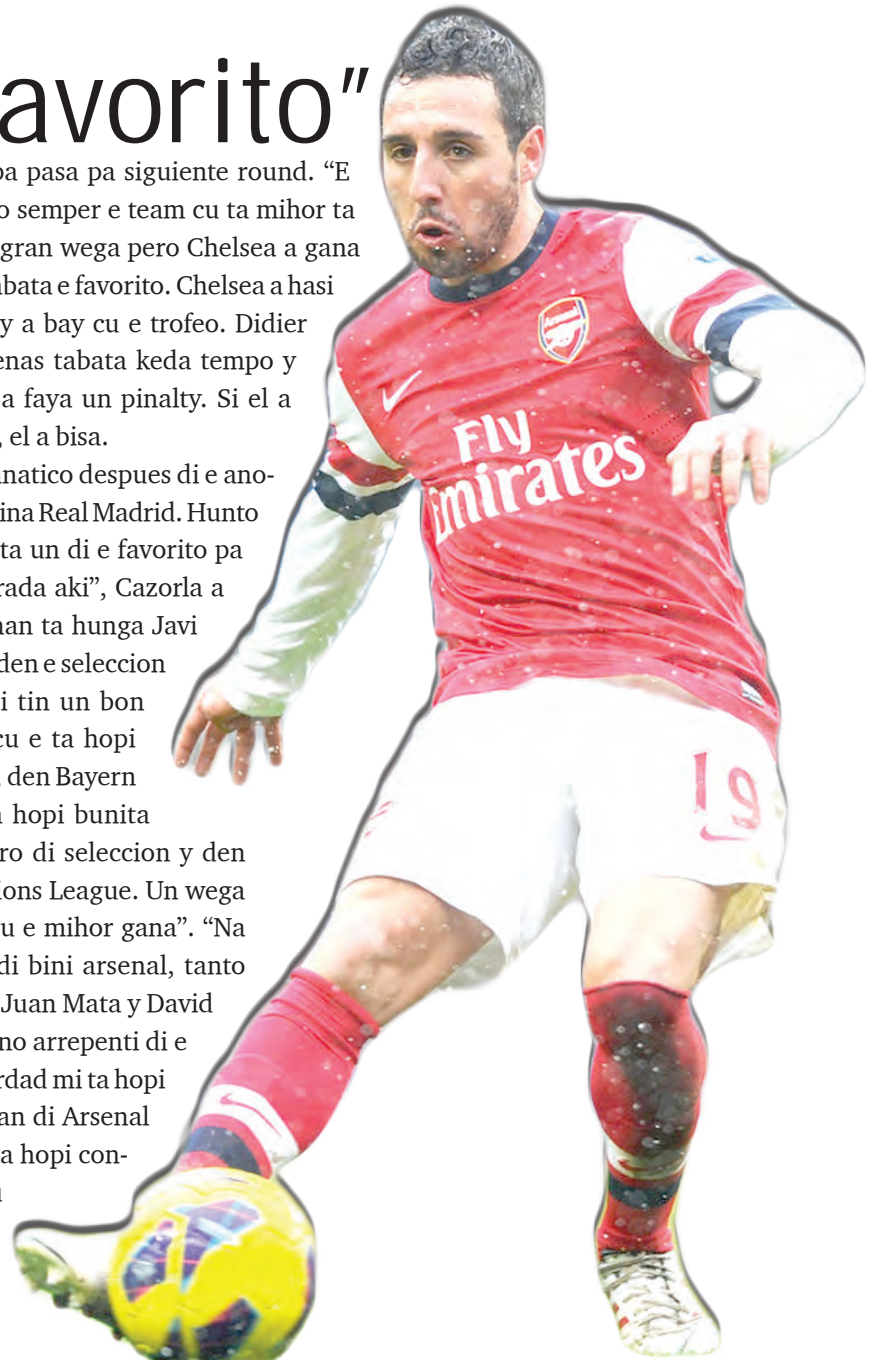 avorito”
pa pasa pa siguiente round. “E
o semper e team cu ta mihor ta
gran wega pero Chelsea a gana
abata e favorito. Chelsea a hasi
y a bay cu e trofeo. Didier
enas tabata keda tempo y
a faya un pinalty. Si el a
, el a bisa.
anatico despues di e ano-
ina Real Madrid. Hunto
ta un di e favorito pa
rada aki”, Cazorla a
nan ta hunga Javi
den e seleccion
i tin un bon
cu e ta hopi
den Bayern
hopi bunita
ro di seleccion y den
ions League. Un wega
u e mihor gana”. “Na
di bini arsenal, tanto
Juan Mata y David
no arrepenti di e
rdad mi ta hopi
an di Arsenal
a hopi con-
Arsenal
Fly
Emirates
19